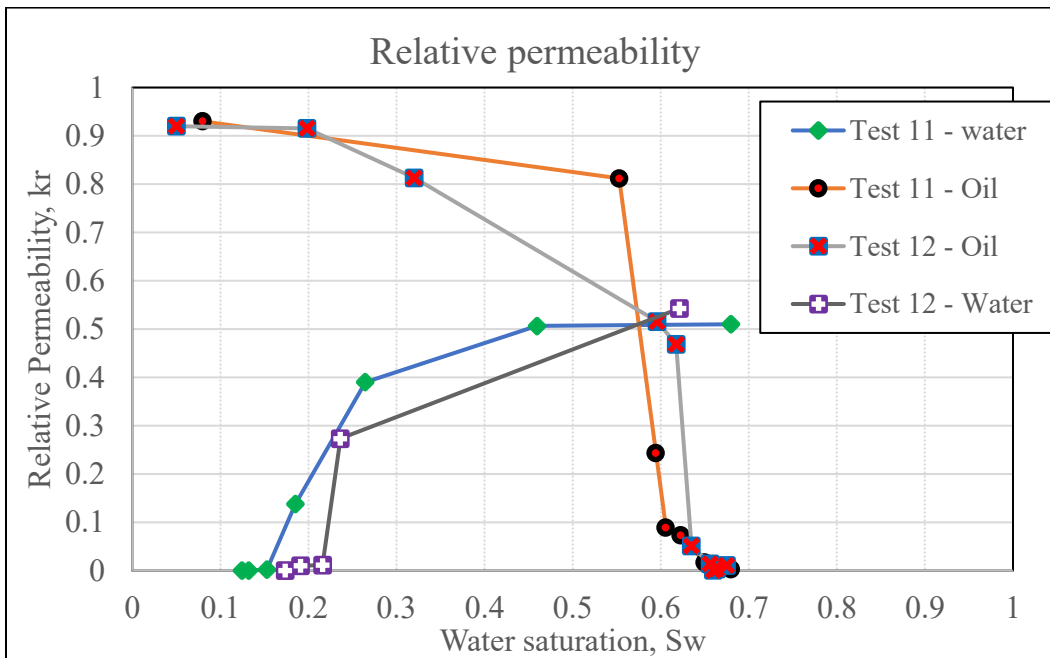 Relative permeability
1
0.9
0.8
0.7
0.6
0.5
0.4
0.3
0.2
0.1
0
Relative Permeability, kr
0 0.1 0.2 0.3 0.4 0.5 0.6 0.7 0.8 0.9 1
Water saturation, Sw
Test 11 - water
Test 11 - Oil
Test 12 - Oil
Test 12 - Water